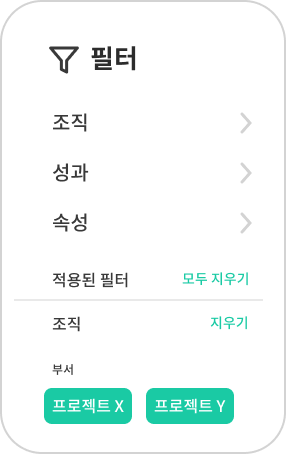 필터
조직
성과
속성
적용된 필터 모두 지우기
조직 지우기
부서
프로젝트 X 프로젝트 Y